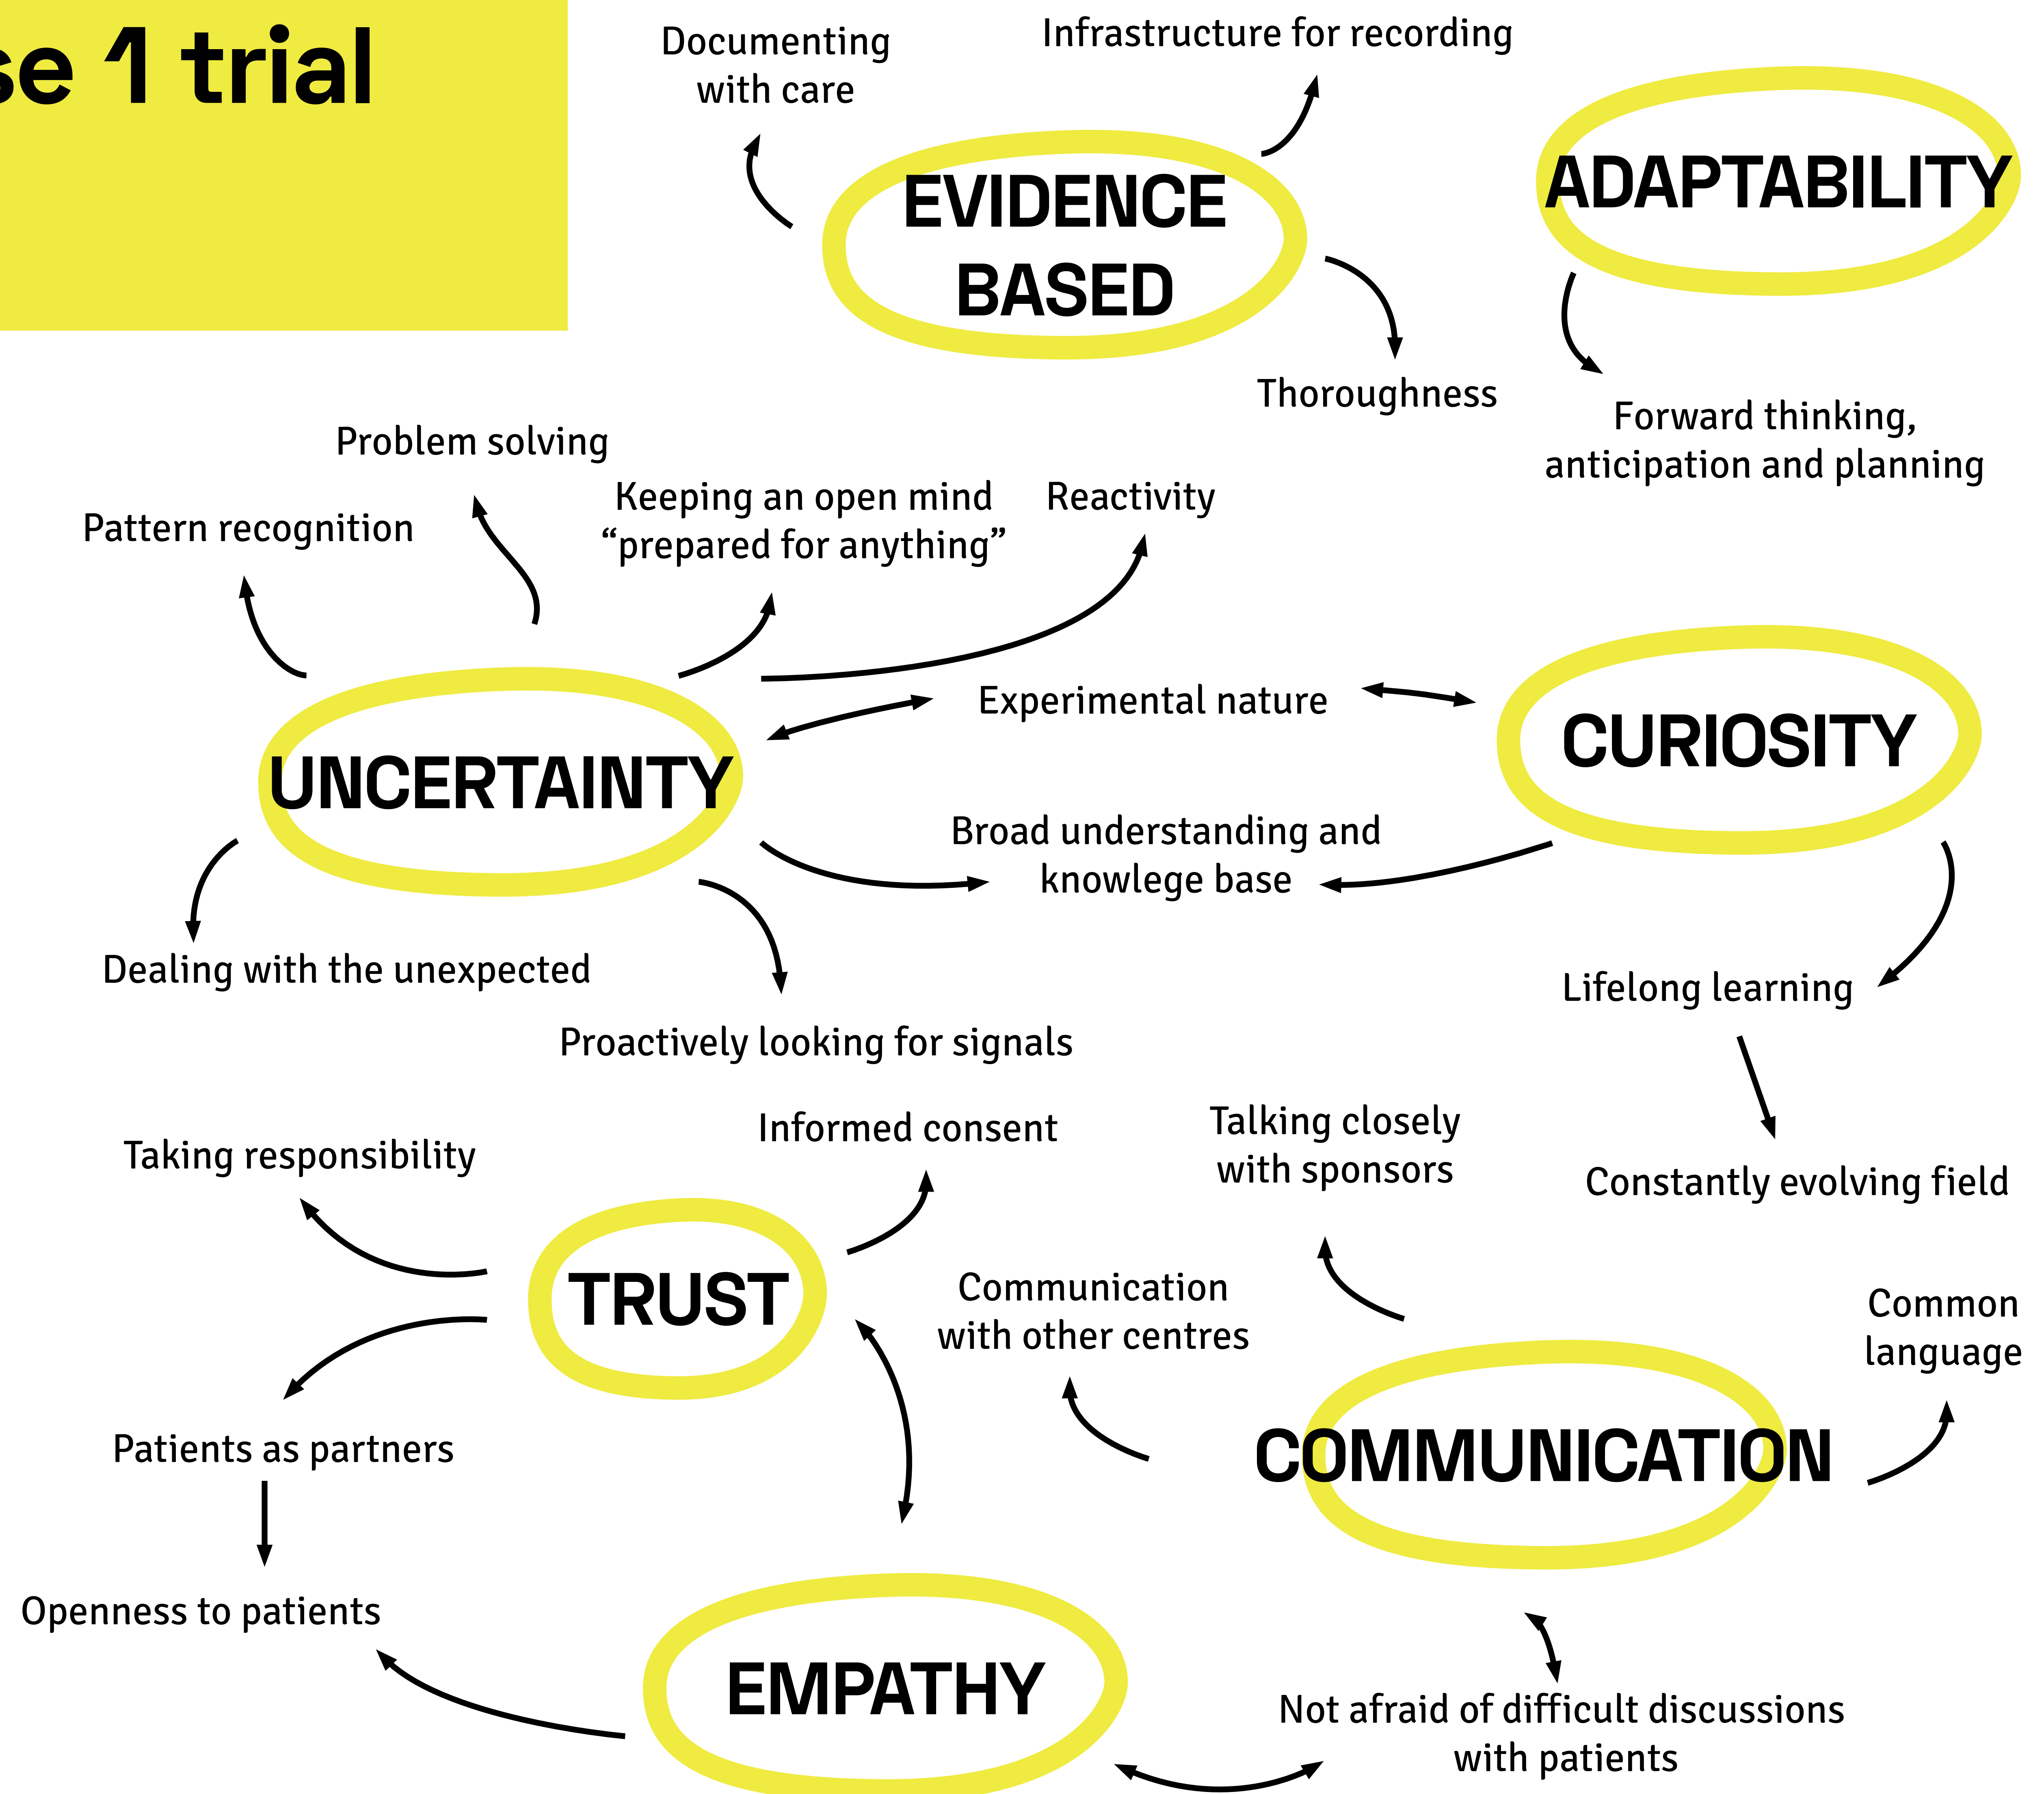 se 1 trial
Documenting
with care
Infrastructure for recording
EVIDENCE
BASED
ADAPTABILITY
Thoroughness
Forward thinking,
anticipation and planning
Problem solving
Pattern recognition
Keeping an open mind
“prepared for anything”
Reactivity
Experimental nature
UNCERTAINTY
CURIOSITY
Broad understanding and
knowlege base
Dealing with the unexpected
Lifelong learning
Proactively looking for signals
Taking responsibility
Informed consent
Talking closely
with sponsors
Constantly evolving field
TRUST
Communication
with other centres
Common
language
Patients as partners
COMMUNICATION
Openness to patients
EMPATHY
Not afraid of difficult discussions
with patients